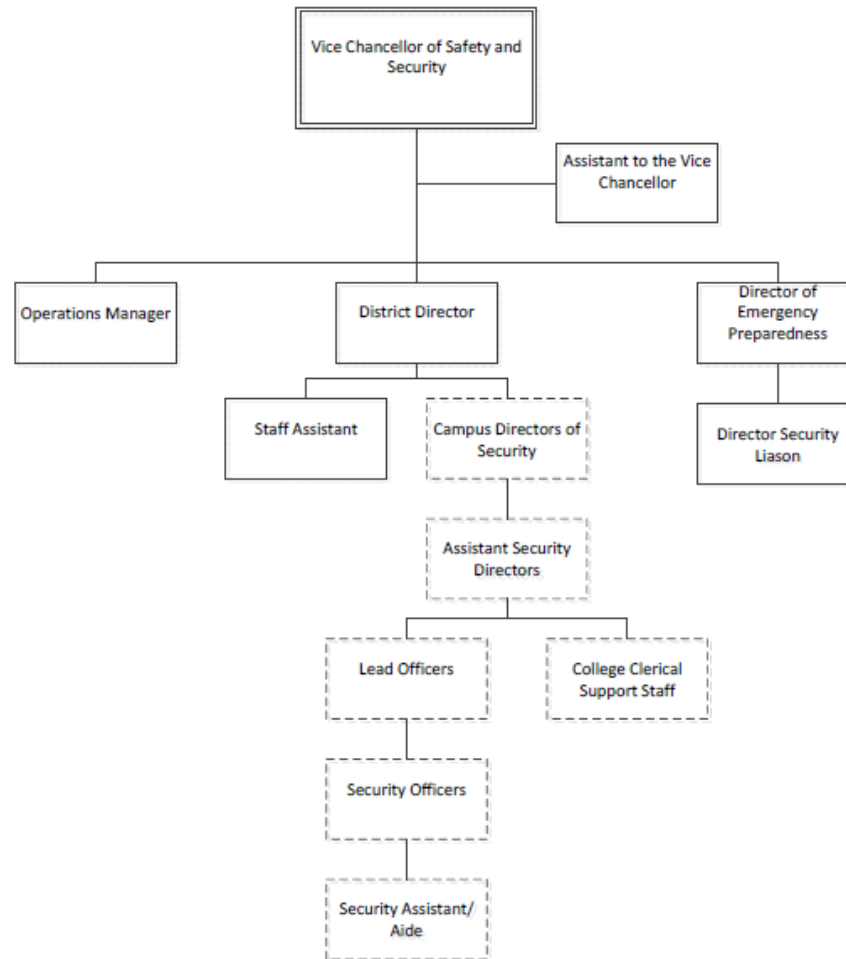 Vice Chancellor of Safety and
Security
Assistant to the Vice
Chancellor
Operations Manager
District Director
Director of
Emergency
Preparedness
Staff Assistant
Campus Directors of
Security
Director Security
Liason
Assistant Security
Directors
Lead Officers
College Clerical
Support Staff
Security Officers
Security Assistant/
Aide